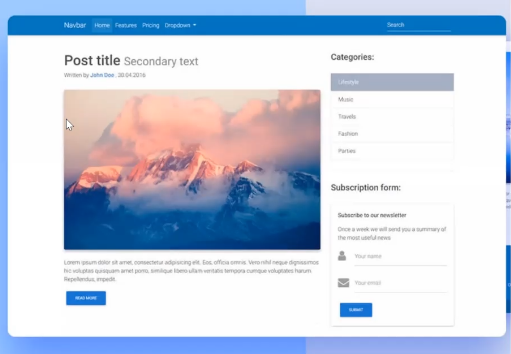 Navbar Home Features Pricing Dropdown Search
Post title Secondary text
Written by John Doe , 20.04.2016
Lorem ipsum dolor sit amet, consectetur adipisicing elit. Eos, officia omnis. Vero nihil neque dignissimos
hic voluptas quisquam amet porro, similique libero ullam veritatis tempora cumque voluptates harum.
Repellendus, impedit.
READ MORE
Categories:
Lifestyle
Music
Travels
Fashion
Parties
Subscription form:
Subscribe to our newsletter
Once a week we will send you a summary of
the most useful news
Your name
Your email
SUBMIT